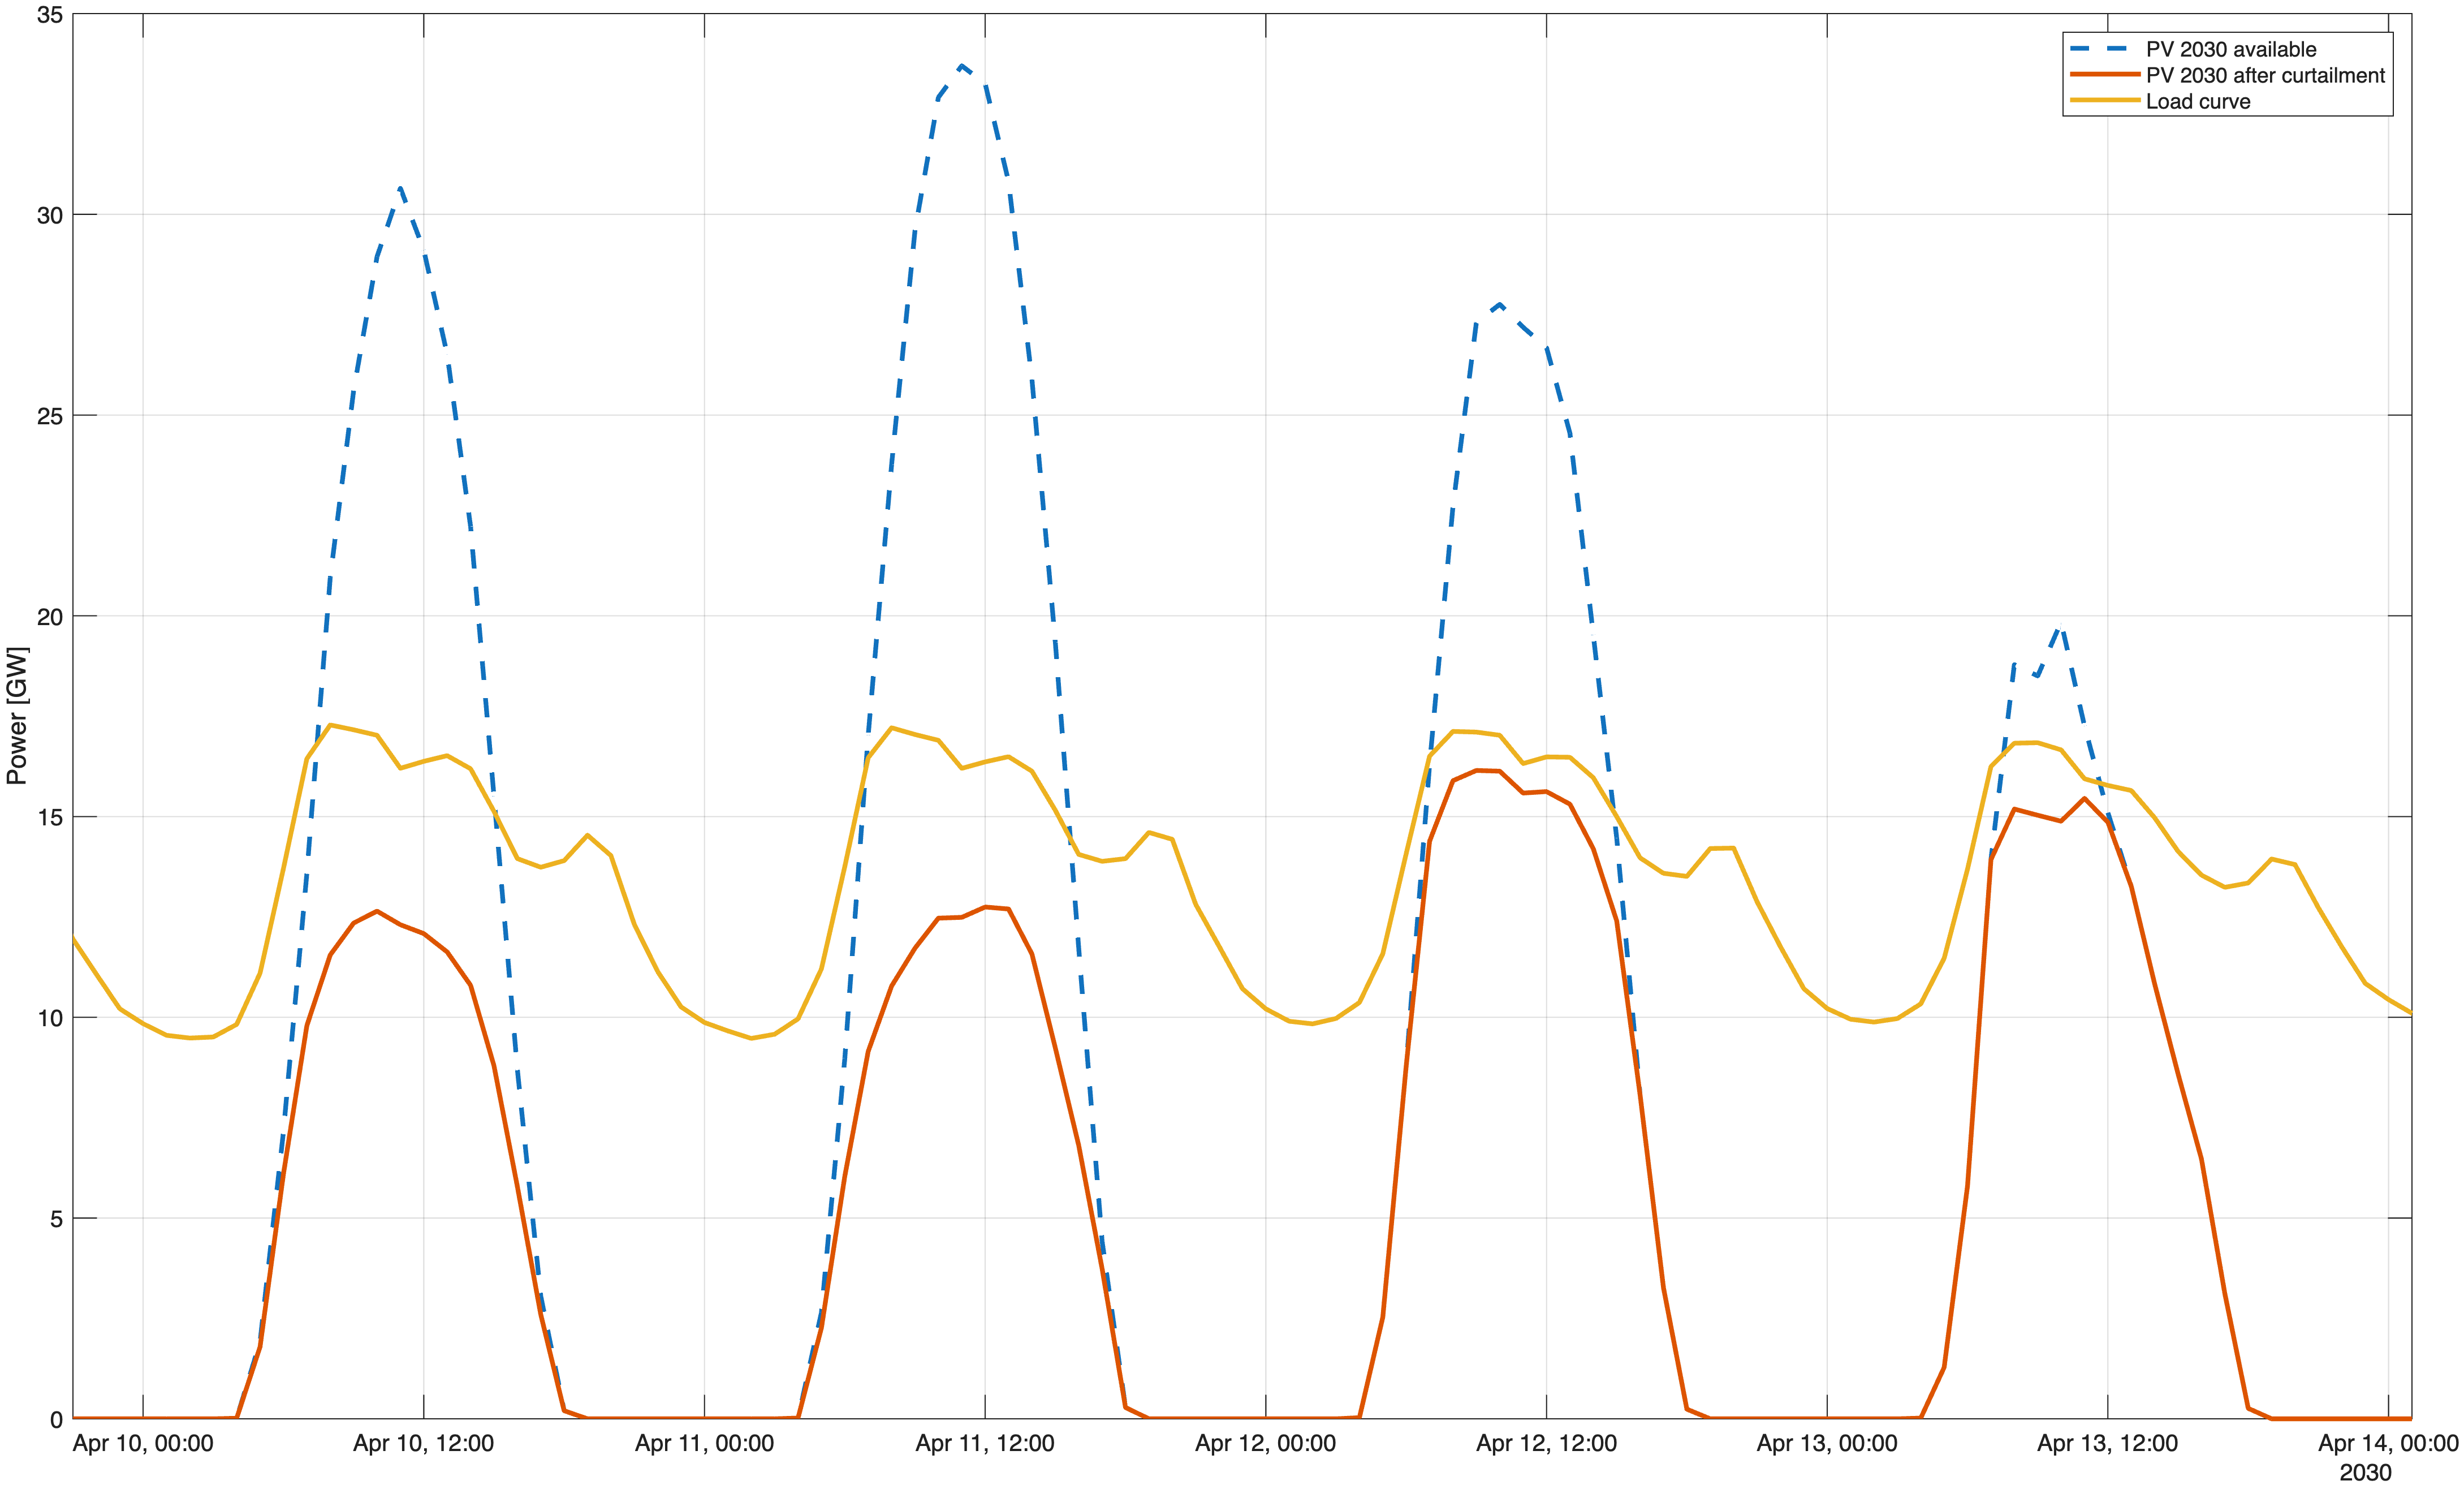 PV 2030 available
PV 2030 after curtailment
Load curve
Power [GW]
35
30
25
20
15
10
5
0
Apr 10, 00:00
Apr 10, 12:00
Apr 11, 00:00
Apr 11, 12:00
Apr 12, 00:00
Apr 12, 12:00
Apr 13, 00:00
Apr 13, 12:00
Apr 14, 00:00
2030